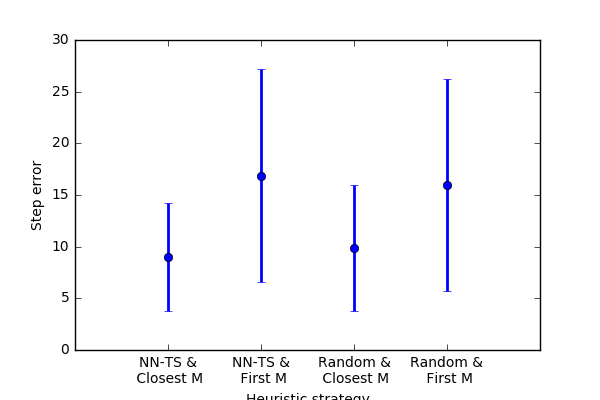 30
25
20
15
10
5
0
Step error
NN-TS & NN-TS & Random & Random &
Closest M First M Closest M First M
Heuristic strategy